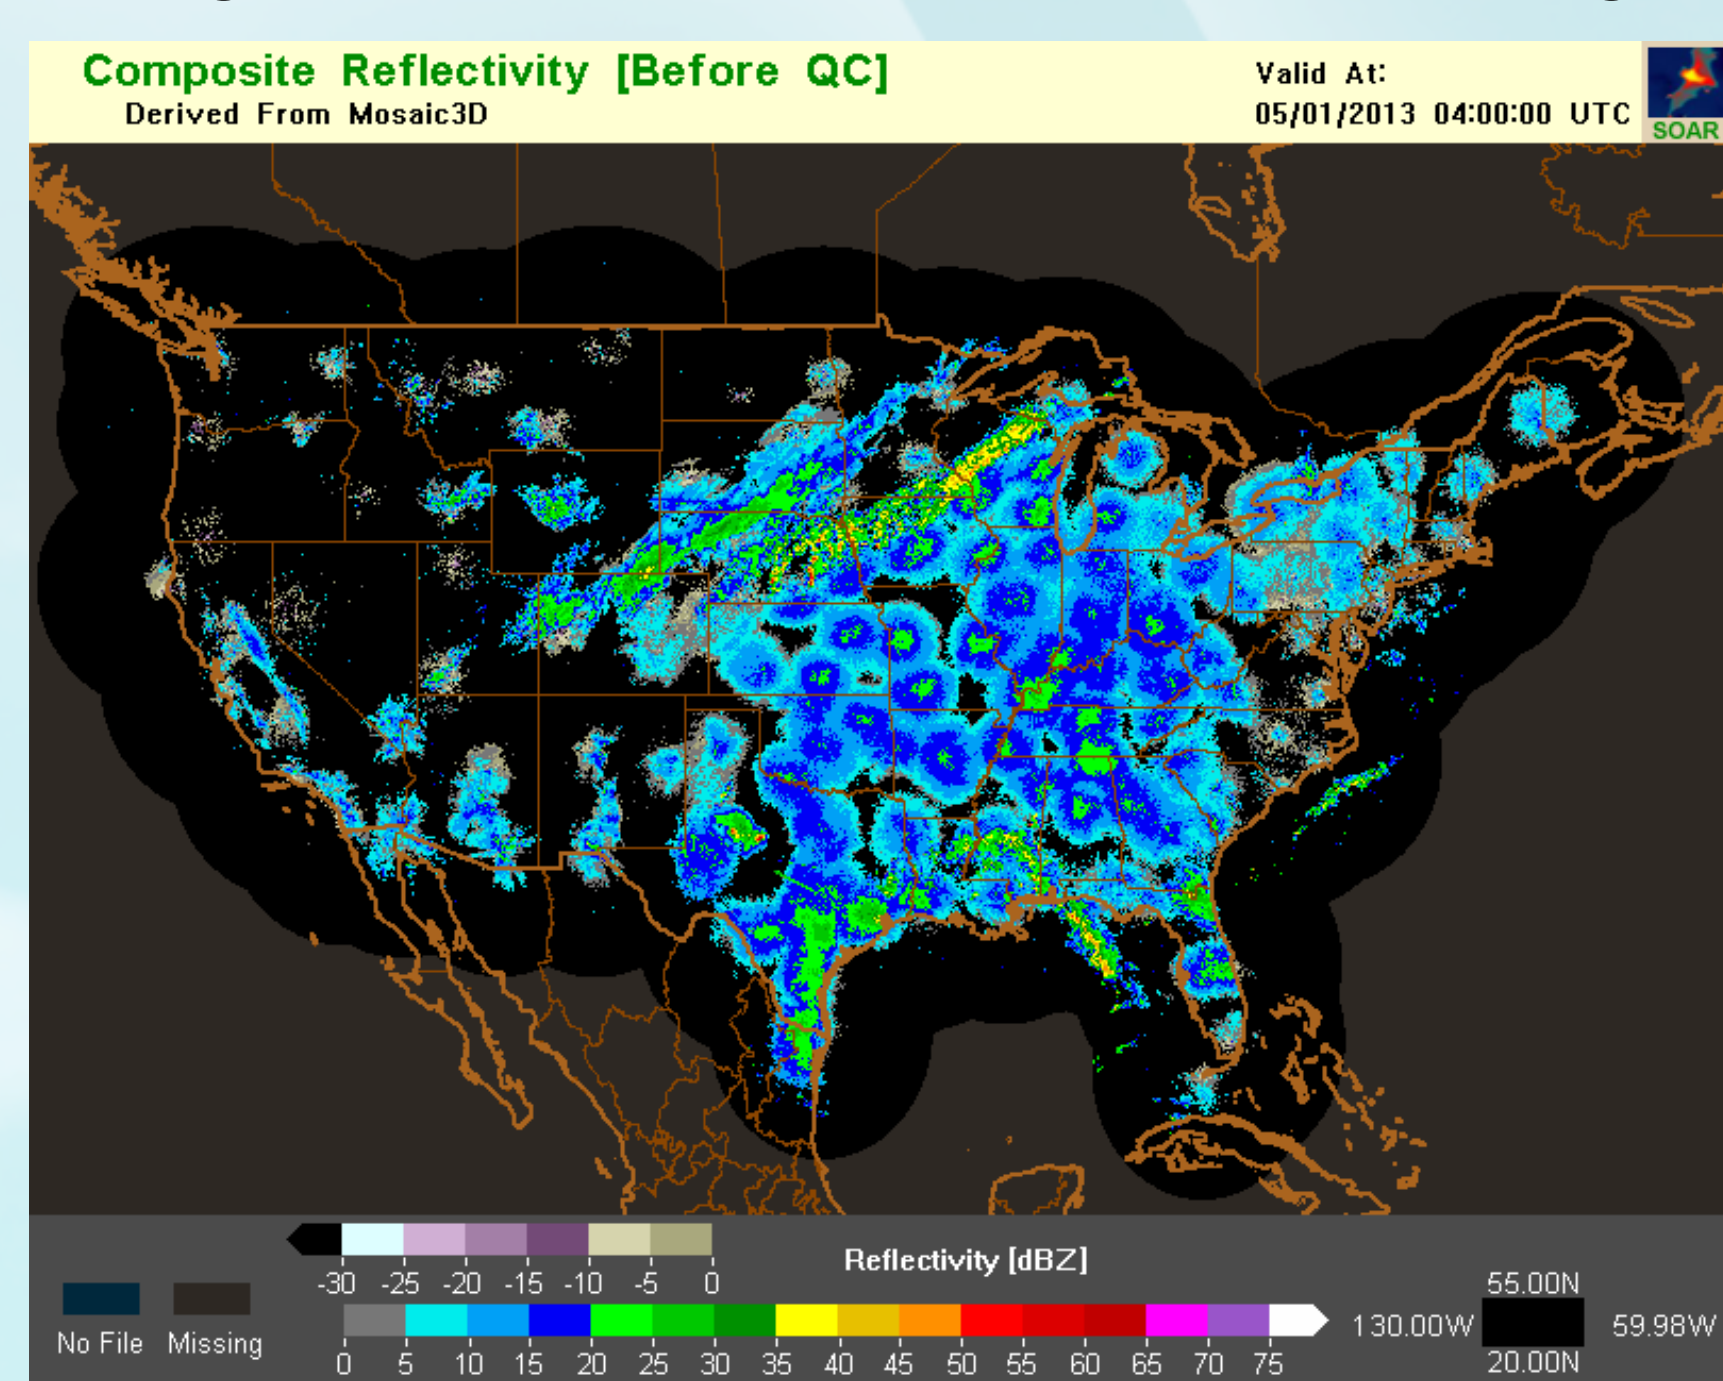 Composite Reflectivity [Before QC]
Derived From Mosaic3D
Valid At:
05/01/2013 04:00:00 UTC
SOAR
-30 -25 -20 -15 -10 -5 0
Reflectivity [dBZ]
No File Missing
0 5 10 15 20 25 30 35 40 45 50 55 60 65 70 75
55.00N
130.00W 59.98W
20.00N